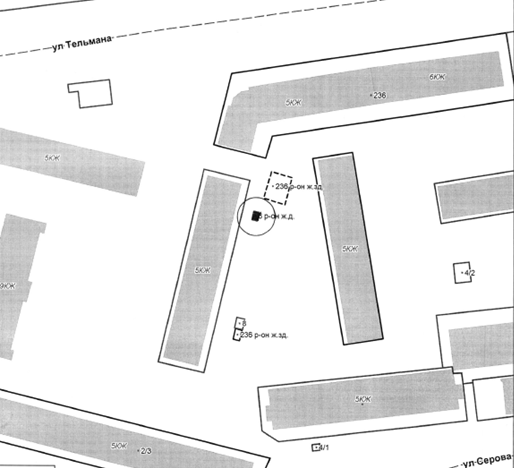 ул Тельмана
6КЖ
5КЖ
236
5КЖ
236 р-он ж.зд
р-он ж.д.
5КЖ
5КЖ
4/2
9КЖ
6
236 р-он ж.зд.
5КЖ
5КЖ
2/3
4/1
ул Серова